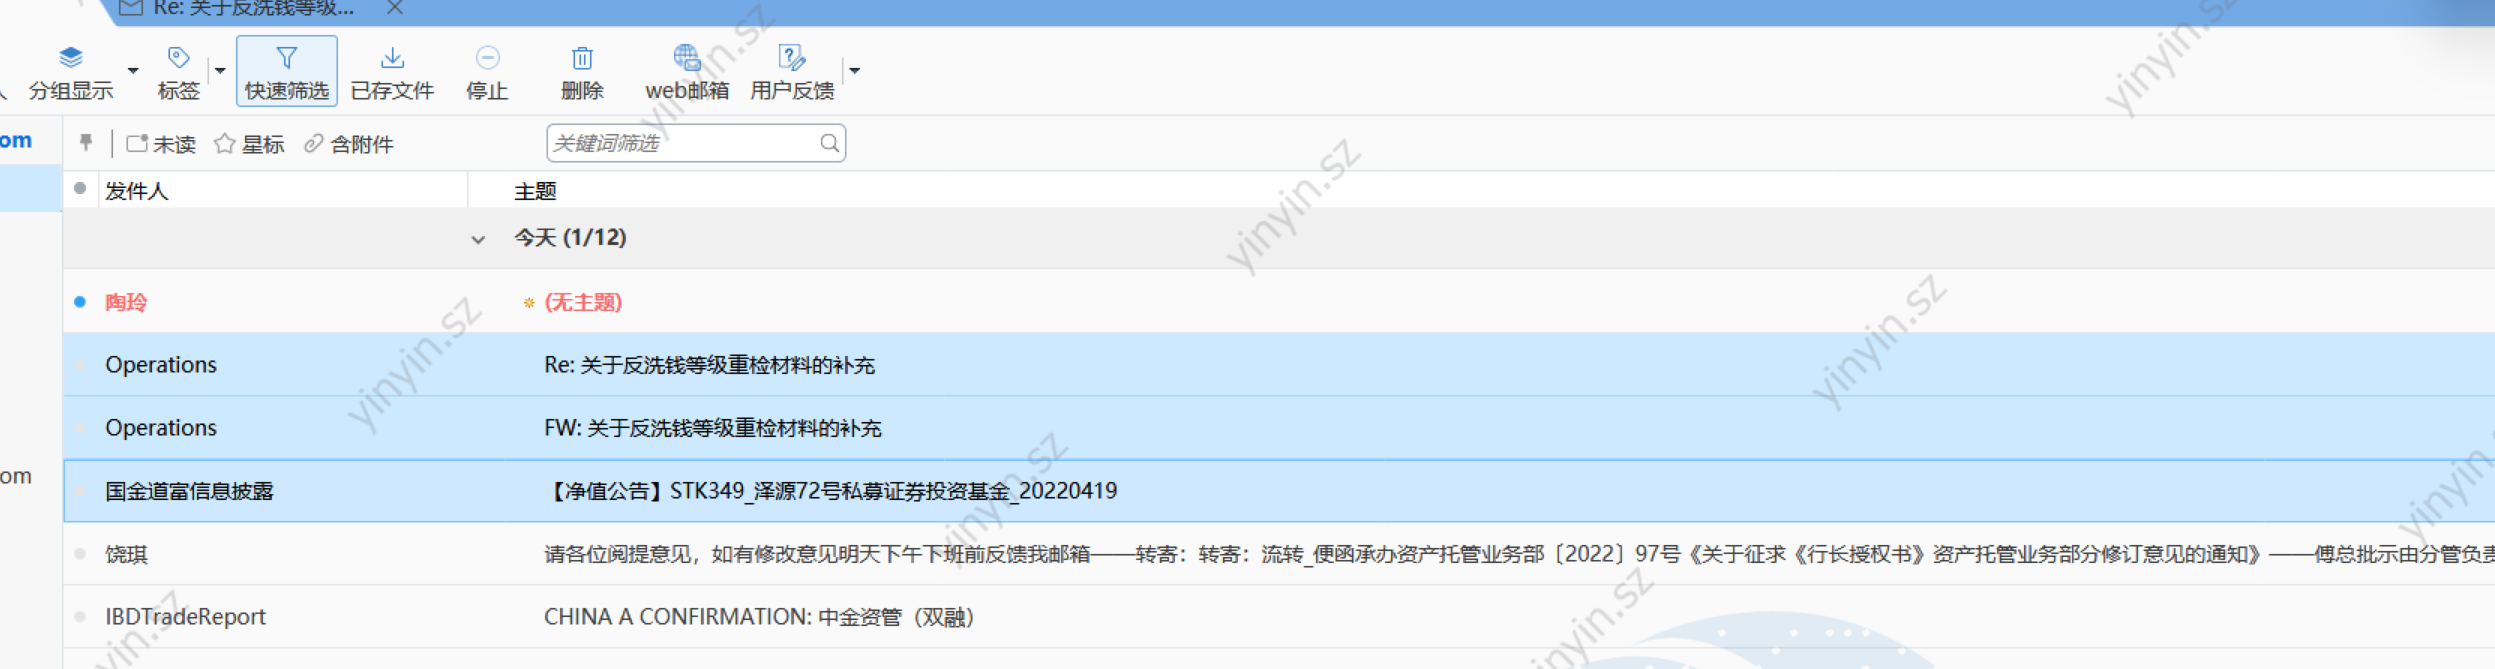 Re: 关于反洗钱等级...
分组显示 标签 快速筛选 已存文件 停止 删除 web邮箱 用户反馈
om 未读 星标 含附件 关键词筛选
发件人 主题
今天 (1/12)
陶玲 (无主题)
Operations Re: 关于反洗钱等级重检材料的补充
Operations FW: 关于反洗钱等级重检材料的补充
om
国金道富信息披露 【净值公告】STK349_泽源72号私募证券投资基金_20220419
饶琪 请各位阅提意见，如有修改意见明天下午下班前反馈我邮箱——转寄：转寄：流转_便函承办资产托管业务部〔2022〕97号《关于征求《行长授权书》资产托管业务部分修订意见的通知》——傅总批示由分管负责
IBDTradeReport CHINA A CONFIRMATION: 中金资管（双融）
yinyin.sz
yinyin.sz
yinyin.sz
yinyin.sz
yinyin.sz
yinyin.sz
yinyin.sz
yinyin.sz
yinyin.sz